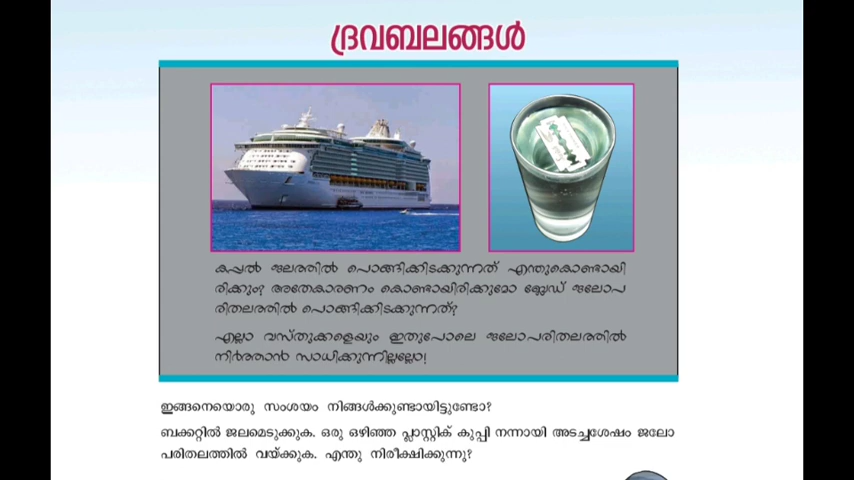 ദ്രവബലങ്ങൾ
കപ്പൽ ജലത്തിൽ പൊങ്ങിക്കിടക്കുന്നത് എന്തുകൊണ്ടായി
രിക്കും? അതേകാരണം കൊണ്ടായിരിക്കുമോ ബ്ലേഡ് ജലോപ
രിതലത്തിൽ പൊങ്ങിക്കിടക്കുന്നത്?
എല്ലാ വസ്തുക്കളെയും ഇതുപോലെ ജലോപരിതലത്തിൽ
നിർത്താൻ സാധിക്കുന്നില്ലല്ലോ!
ഇങ്ങനെയൊരു സംശയം നിങ്ങൾക്കുണ്ടായിട്ടുണ്ടോ?
ബക്കറ്റിൽ ജലമെടുക്കുക. ഒരു ഒഴിഞ്ഞ പ്ലാസ്റ്റിക് കുപ്പി നന്നായി അടച്ചശേഷം ജലോ
പരിതലത്തിൽ വയ്ക്കുക. എന്തു നിരീക്ഷിക്കുന്നു?